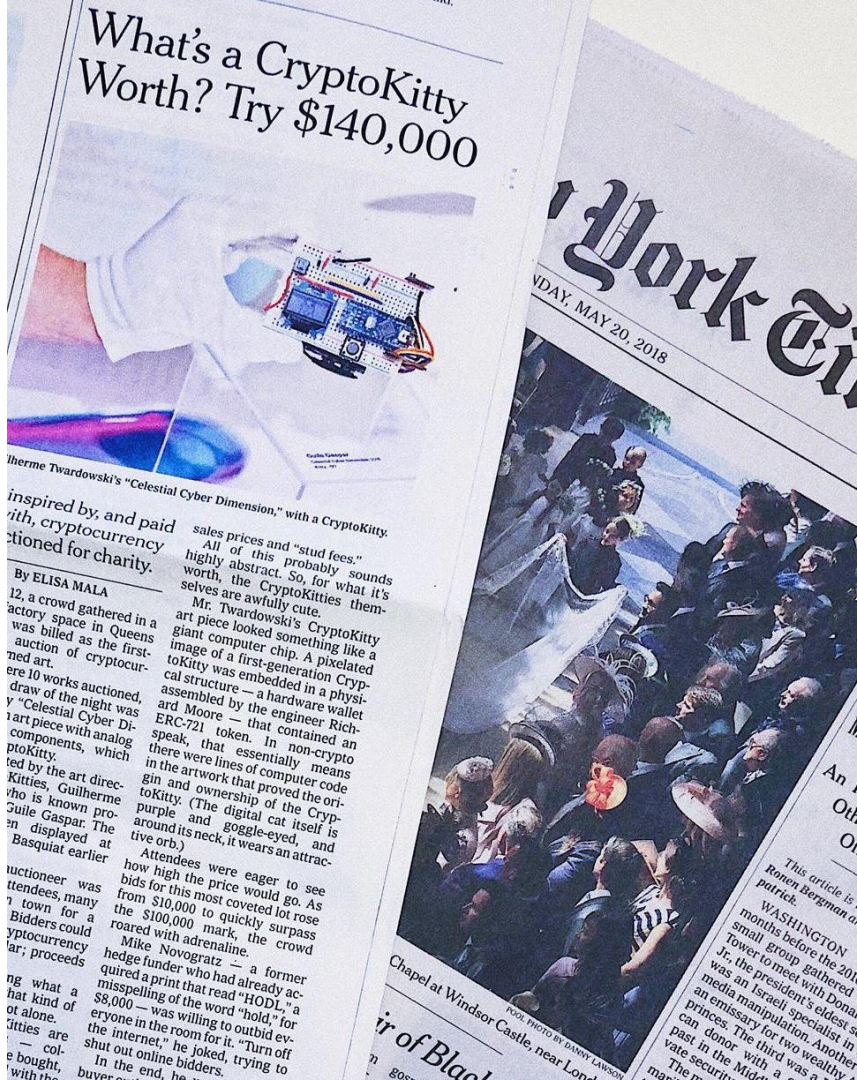 What's a CryptoKitty
Worth? Try $140,000
lherme Twardowski's "Celestial Cyber Dimension," with a CryptoKitty.
inspired by, and paid
with, cryptocurrency
ctioned for charity.
By ELISA MALA
12, a crowd gathered in a
factory space in Queens
was billed as the first-
auction of cryptocur-
med art.
ere 10 works auctioned,
draw of the night was
y "Celestial Cyber Di-
n art piece with analog
components, which
ptoKitty.
ted by the art direc-
Kitties, Guilherme
who is known pro-
Guile Gaspar. The
en displayed at
Basquiat earlier
auctioneer was
ttendees, many
n town for a
Bidders could
yptocurrency
lar; proceeds
ng what a
hat kind of
ot alone.
Kitties are
— col-
e bought,
with the
sales prices and "stud fees."
All of this probably sounds
highly abstract. So, for what it's
worth, the CryptoKitties them-
selves are awfully cute.
Mr. Twardowski's CryptoKitty
art piece looked something like a
giant computer chip. A pixelated
image of a first-generation Cryp-
toKitty was embedded in a physi-
cal structure — a hardware wallet
assembled by the engineer Rich-
ard Moore — that contained an
ERC-721 token. In non-crypto
speak, that essentially means
there were lines of computer code
in the artwork that proved the ori-
gin and ownership of the Cryp-
toKitty. (The digital cat itself is
purple and goggle-eyed, and
around its neck, it wears an attrac-
tive orb.)
Attendees were eager to see
how high the price would go. As
bids for this most coveted lot rose
from $10,000 to quickly surpass
the $100,000 mark, the crowd
roared with adrenaline.
Mike Novogratz — a former
hedge funder who had already ac-
quired a print that read "HODL," a
misspelling of the word "hold," for
$8,000 — was willing to outbid ev-
eryone in the room for it. "Turn off
the internet," he joked, trying to
shut out online bidders.
In the end, he
York Ti
NDAY, MAY 20, 2018
Chapel at Windsor Castle, near Lond
POOL PHOTO BY DANNY LAWSON
ir of Blac
An
Oth
This article is
Ronen Bergman a
patrick.
WASHINGTON
months before the 201
small group gathered
Tower to meet with Dona
Jr., the president's eldest s
was an Israeli specialist in
media manipulation. Another
an emissary for two wealthy
princes. The third was a
can donor with a
past in the Midd
vate security
The m